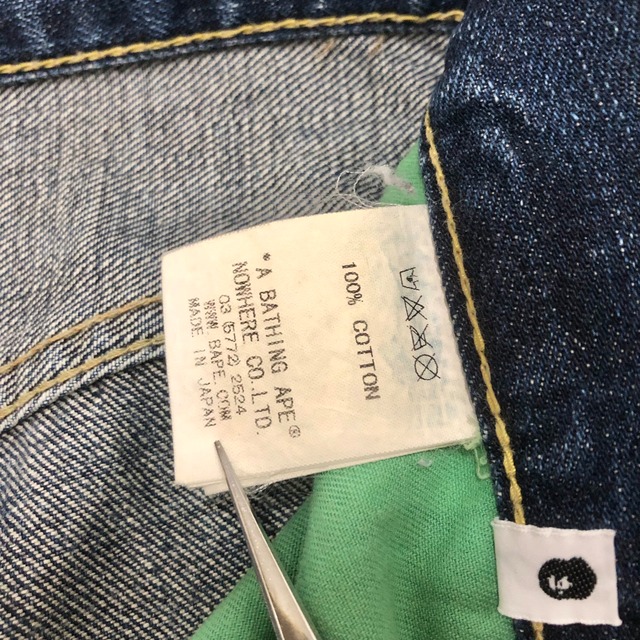 100% COTTON
*A BATHING APE®
NOWHERE CO.LTD.
03 (5772) 2524
WWW.BAPE.COM
MADE IN JAPAN